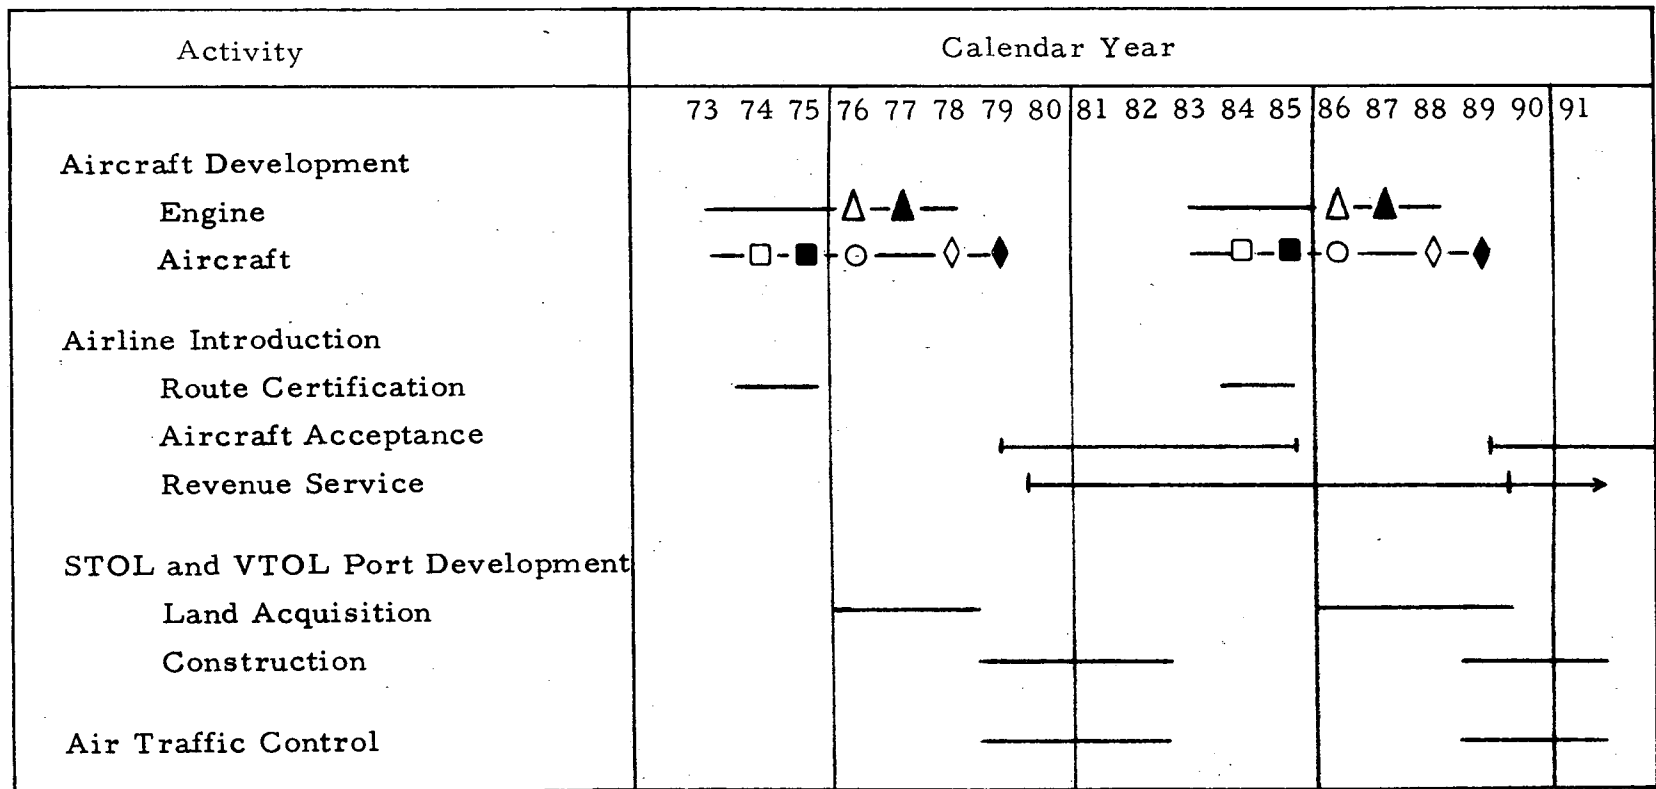 Activity
Calendar Year
73 74 75 76 77 78 79 80 81 82 83 84 85 86 87 88 89 90 91
Aircraft Development
Engine
Aircraft
Airline Introduction
Route Certification
Aircraft Acceptance
Revenue Service
STOL and VTOL Port Development
Land Acquisition
Construction
Air Traffic Control